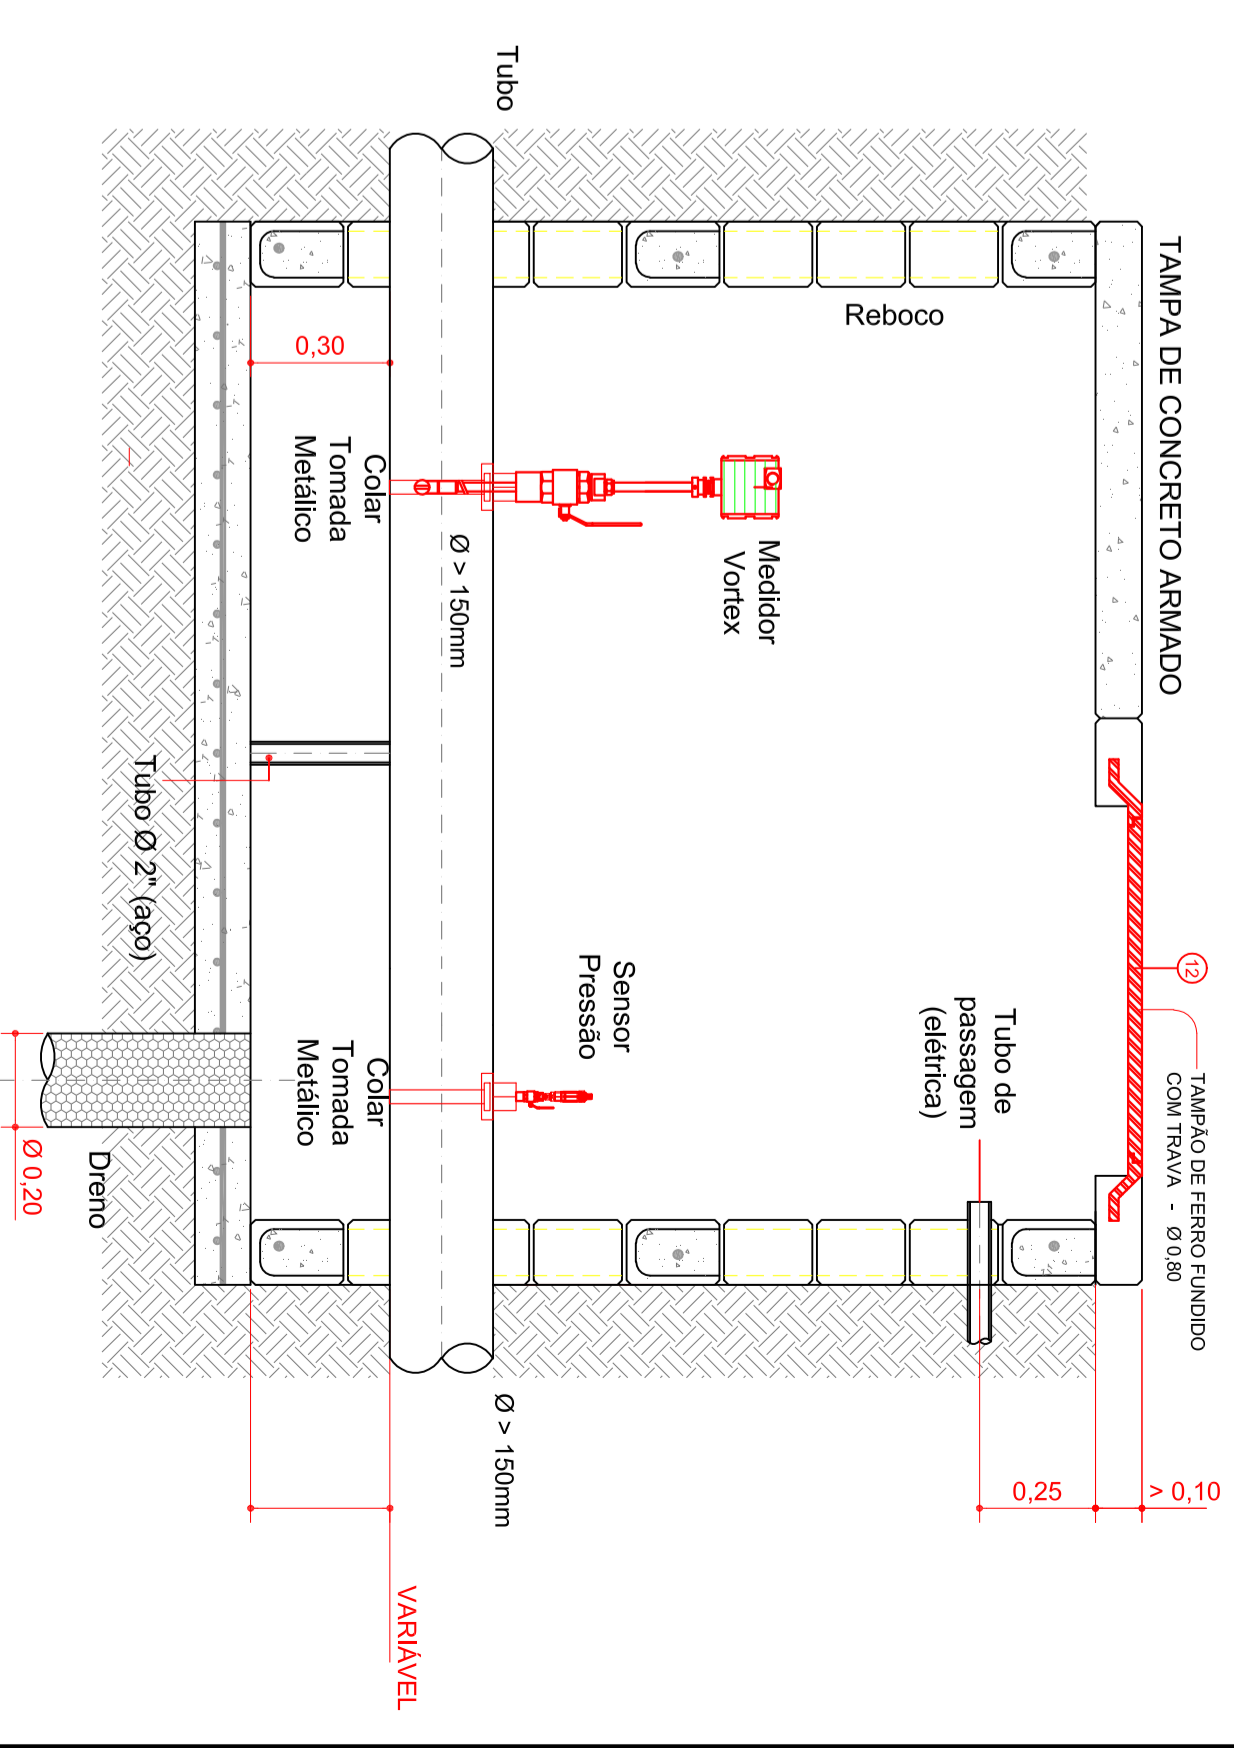 TAMPA DE CONCRETO ARMADO
12
TAMPÃO DE FERRO FUNDIDO
COM TRAVA - Ø 0,80
> 0,10
0,25
Tubo de
passagem
(elétrica)
Reboco
Medidor
Vortex
Sensor
Pressão
Tubo
Ø > 150mm
Ø > 150mm
Colar
Tomada
Metálico
0,30
Colar
Tomada
Metálico
VARIÁVEL
Tubo Ø 2" (aço)
Dreno
Ø 0,20